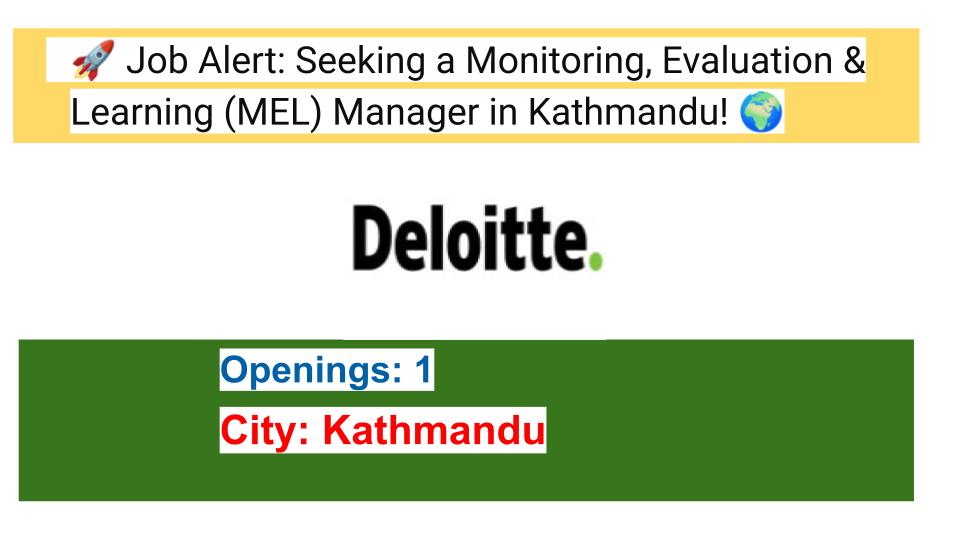 🚀 Job Alert: Seeking a Monitoring, Evaluation &
Learning (MEL) Manager in Kathmandu! 🌍
Deloitte.
Openings: 1
City: Kathmandu